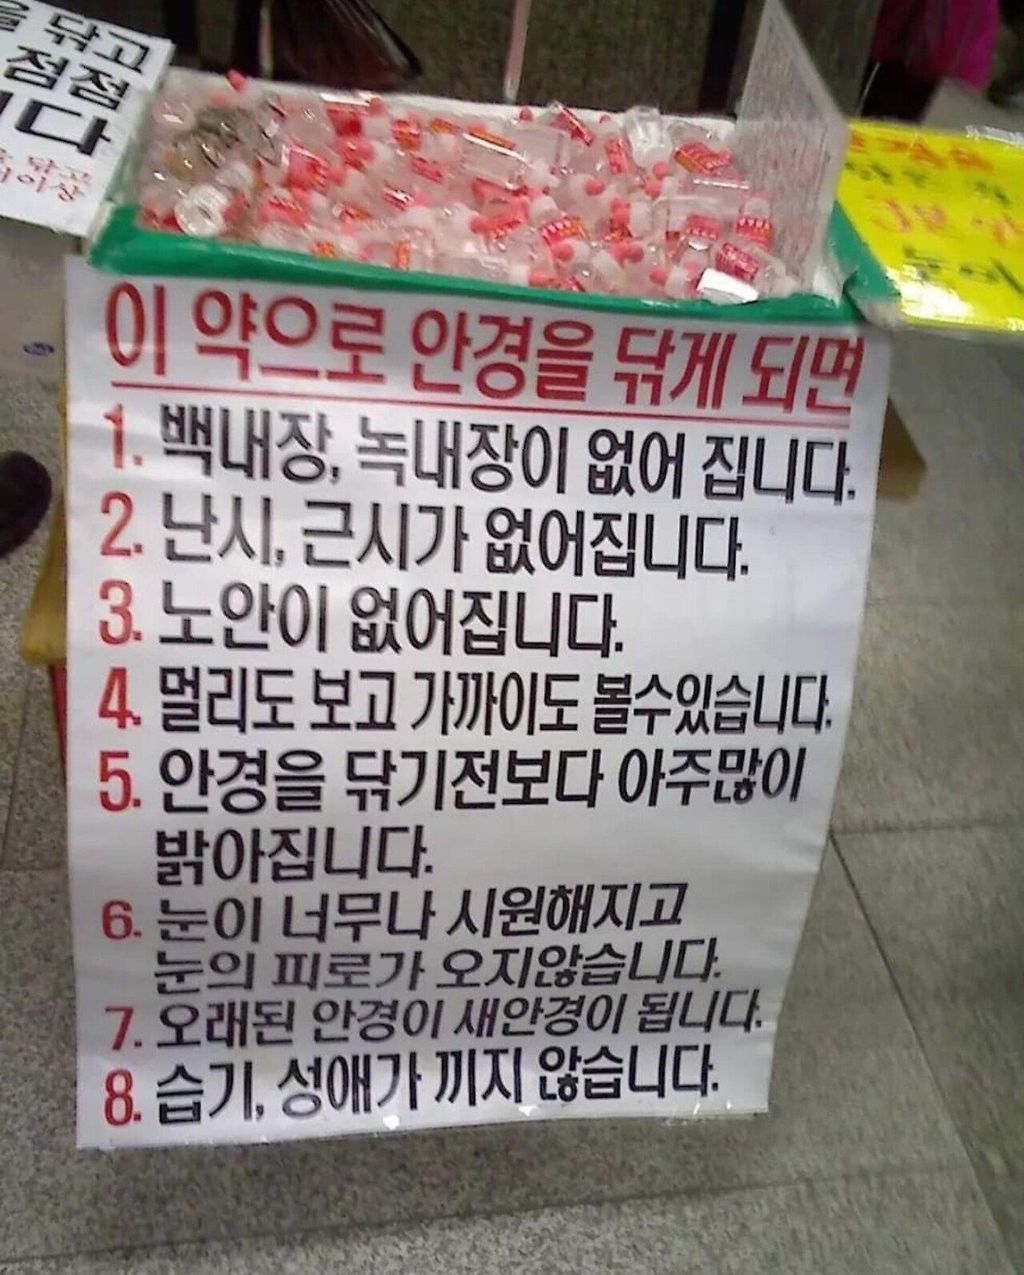 닦고
점점
이 약으로 안경을 닦게 되면
1. 백내장, 녹내장이 없어 집니다.
2. 난시, 근시가 없어집니다.
3. 노안이 없어집니다.
4. 멀리도 보고 가까이도 볼수있습니다.
5. 안경을 닦기전보다 아주많이
밝아집니다.
6. 눈이 너무나 시원해지고
눈의 피로가 오지않습니다.
7. 오래된 안경이 새안경이 됩니다.
8. 습기, 성애가 끼지 않습니다.